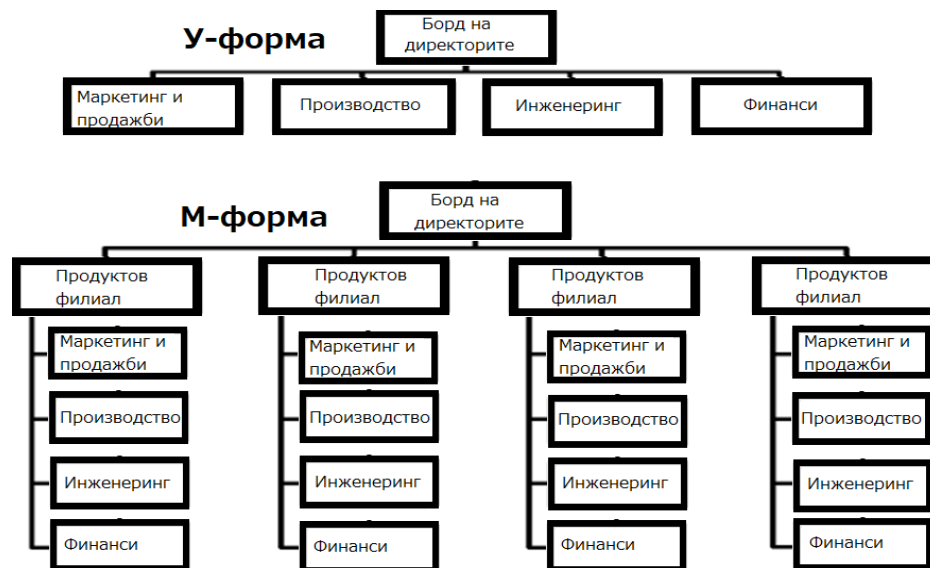 У-форма
Борд на
директорите
Маркетинг и
продажби
Производство
Инженеринг
Финанси
М-форма
Борд на
директорите
Продуктов
филиал
Маркетинг и
продажби
Производство
Инженеринг
Финанси
Продуктов
филиал
Маркетинг и
продажби
Производство
Инженеринг
Финанси
Продуктов
филиал
Маркетинг и
продажби
Производство
Инженеринг
Финанси
Продуктов
филиал
Маркетинг и
продажби
Производство
Инженеринг
Финанси